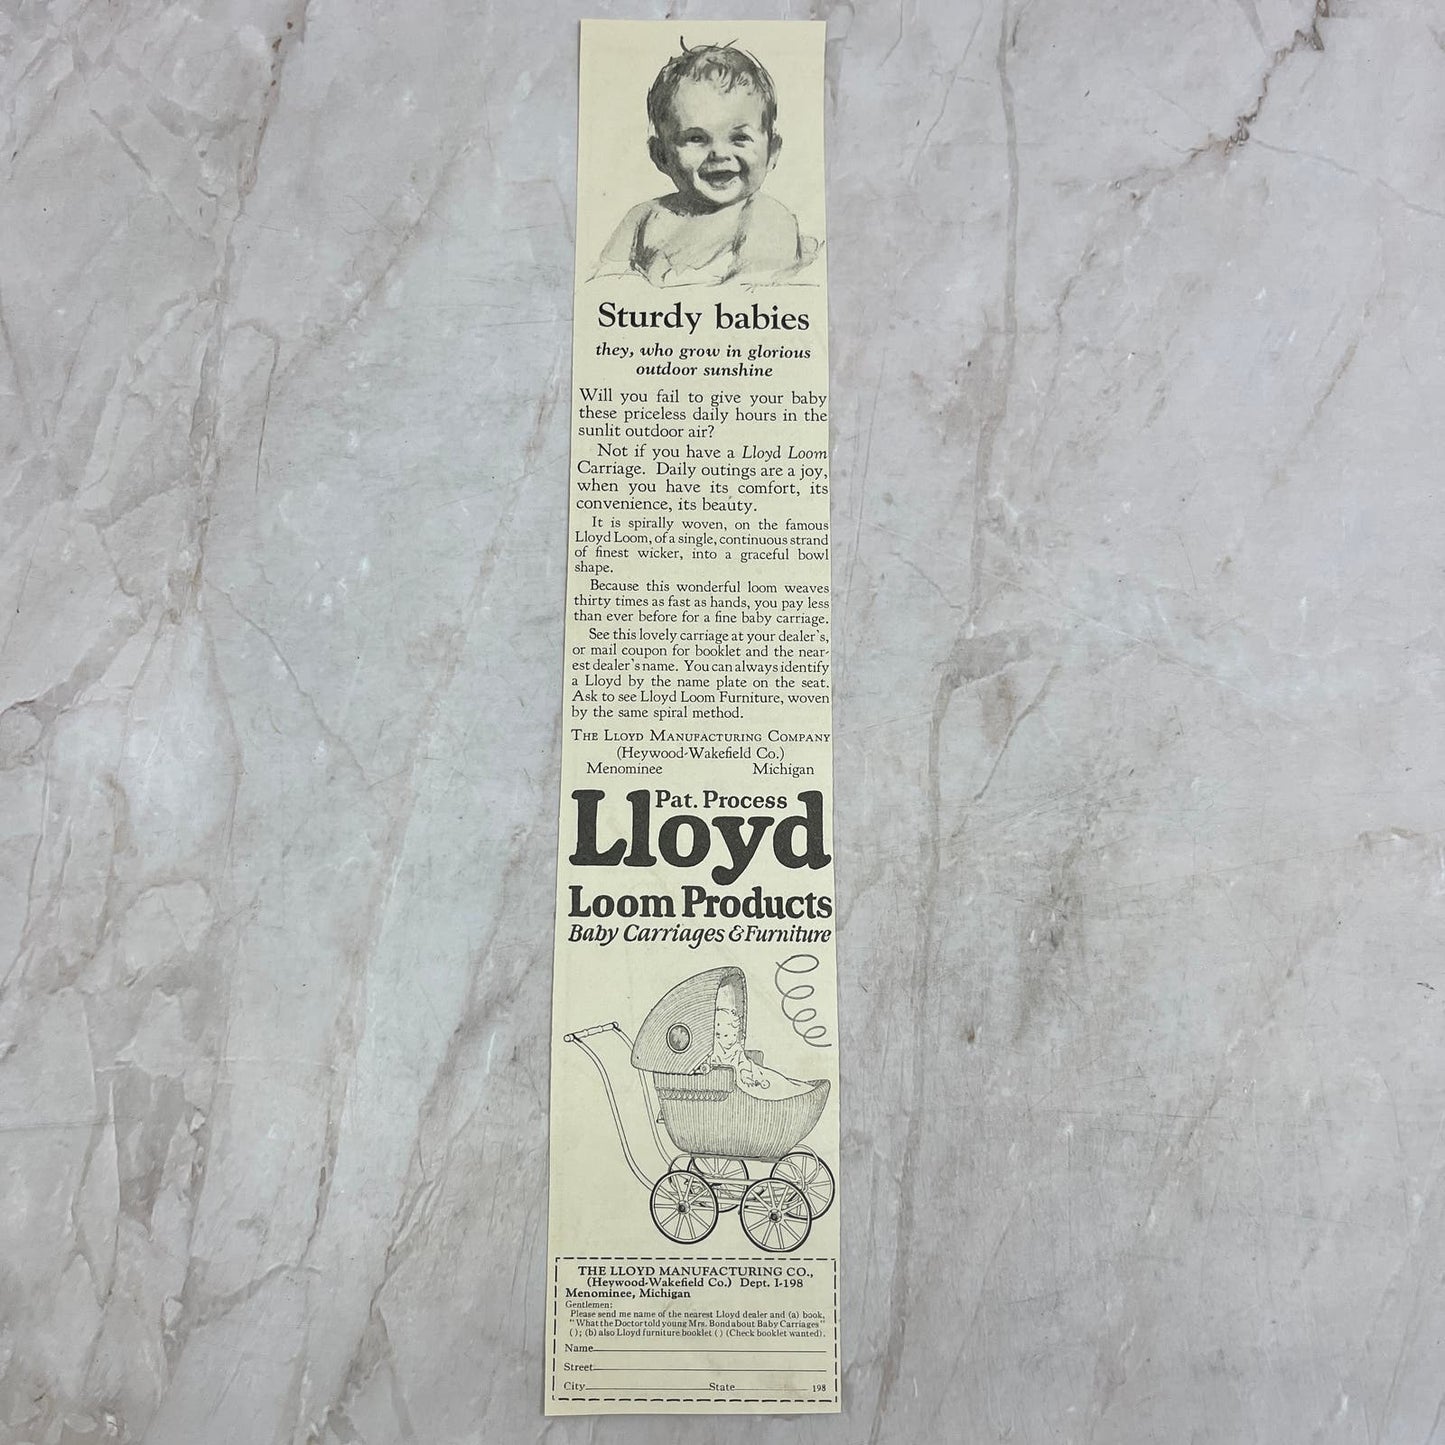 Sturdy babies
they, who grow in glorious
outdoor sunshine
Will you fail to give your baby
these priceless daily hours in the
sunlit outdoor air?
Not if you have a Lloyd Loom
Carriage. Daily outings are a joy,
when you have its comfort, its
convenience, its beauty.
It is spirally woven, on the famous
Lloyd Loom, of a single, continuous strand
of finest wicker, into a graceful bowl
shape.
Because this wonderful loom weaves
thirty times as fast as hands, you pay less
than ever before for a fine baby carriage.
See this lovely carriage at your dealer's,
or mail coupon for booklet and the near-
est dealer's name. You can always identify
a Lloyd by the name plate on the seat.
Ask to see Lloyd Loom Furniture, woven
by the same spiral method.
THE LLOYD MANUFACTURING COMPANY
(Heywood-Wakefield Co.)
Menominee Michigan
Pat. Process
Lloyd
Loom Products
Baby Carriages & Furniture
THE LLOYD MANUFACTURING CO.,
(Heywood-Wakefield Co.) Dept. I-198
Menominee, Michigan
Gentlemen:
Please send me name of the nearest Lloyd dealer and (a) book,
"What the Doctor told young Mrs. Bond about Baby Carriages"
( ); (b) also Lloyd furniture booklet ( ) (Check booklet wanted).
Name
Street
City State 198